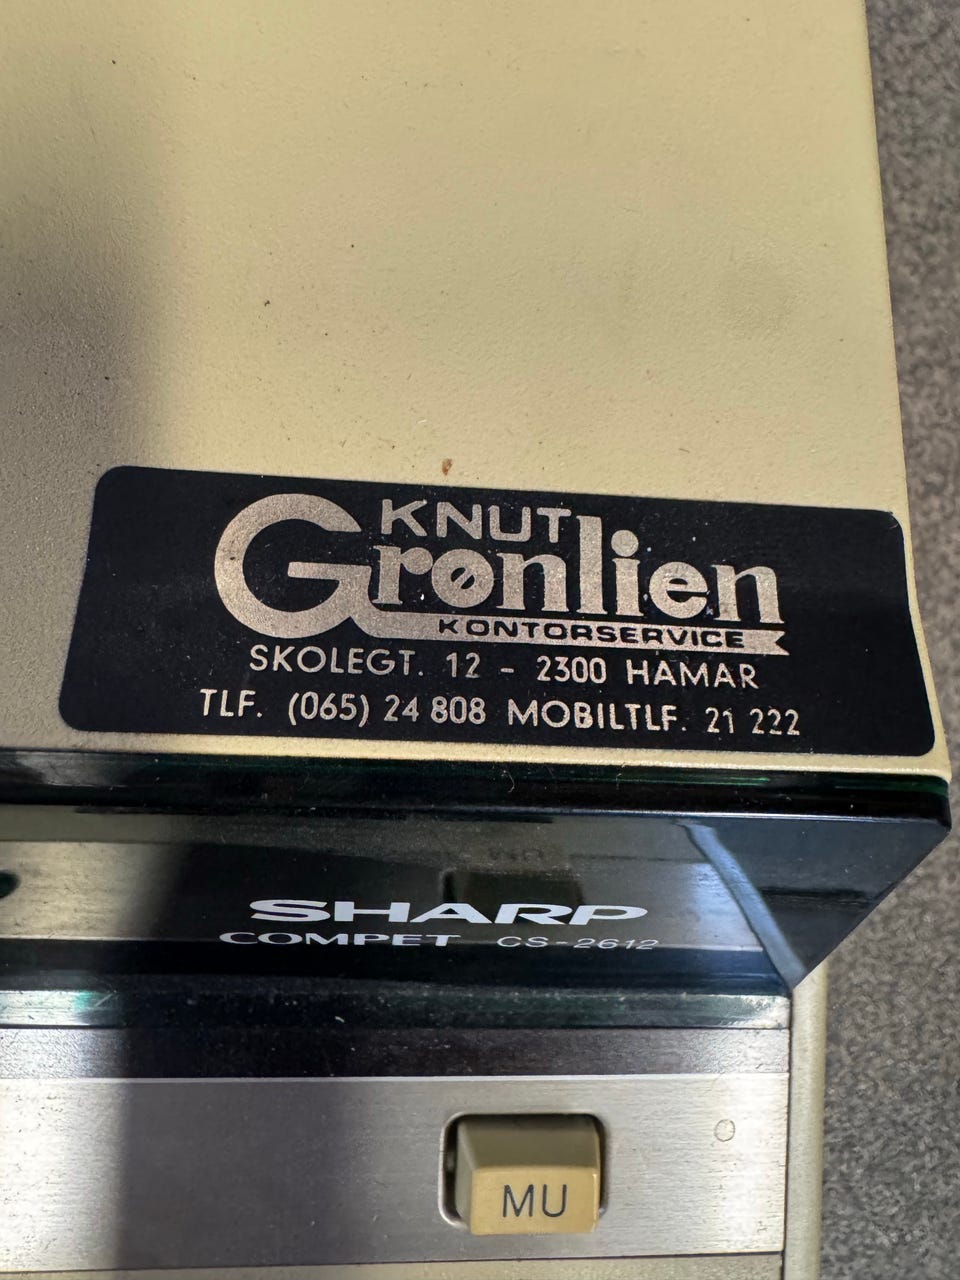 KNUT
Grønlien
KONTORSERVICE
SKOLEGT. 12 - 2300 HAMAR
TLF. (065) 24 808 MOBILTLF. 21 222
SHARP
COMPET CS-2612
MU